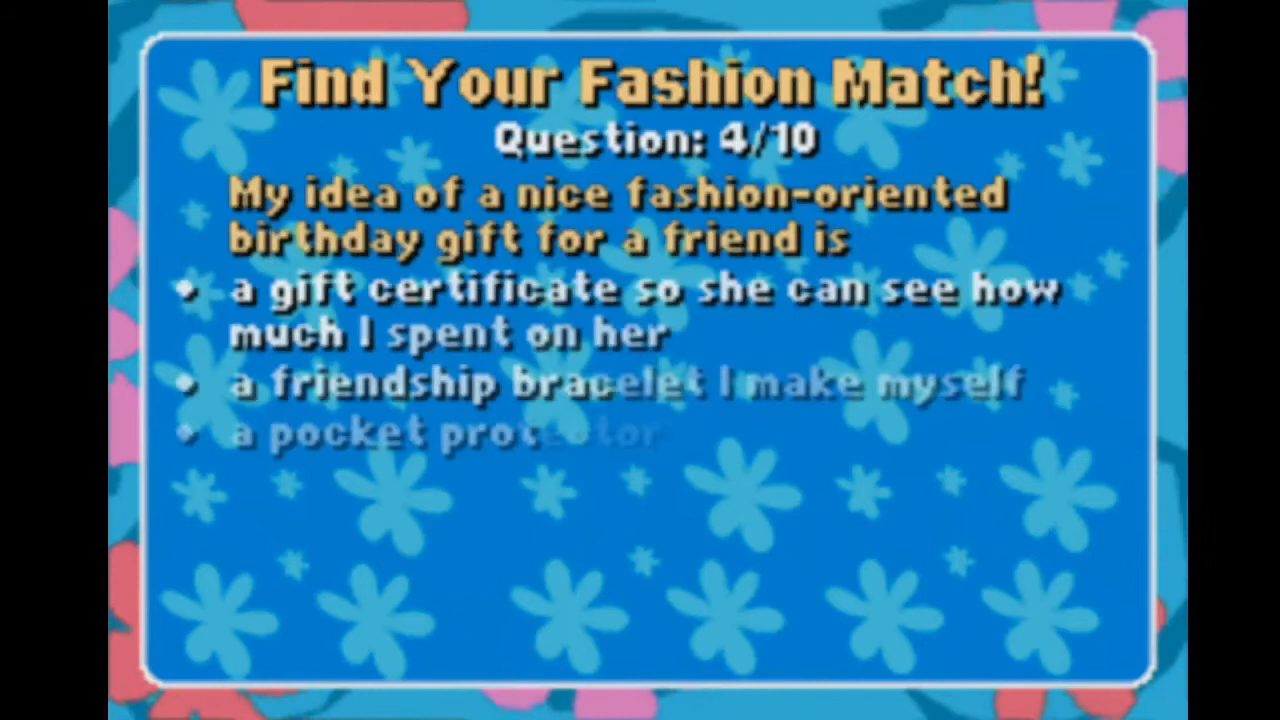 Find Your Fashion Match!
Question: 4/10
My idea of a nice fashion-oriented
birthday gift for a friend is
• a gift certificate so she can see how
much I spent on her
• a friendship bracelet I make myself
• a pocket protector